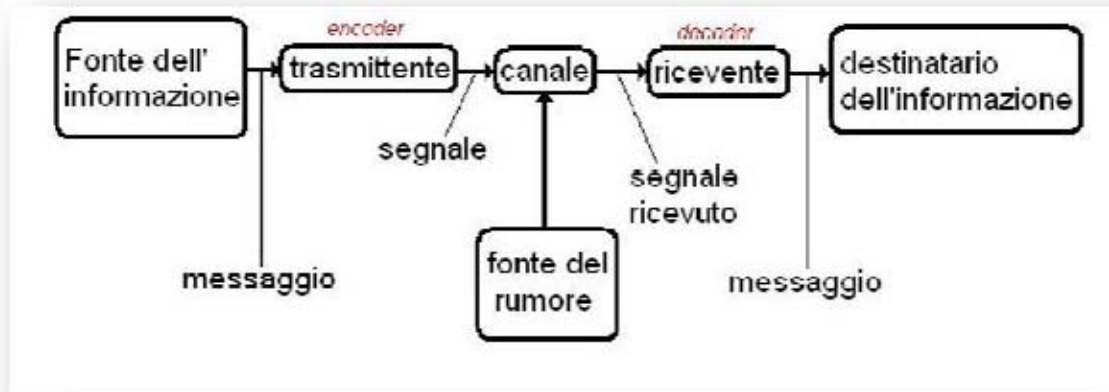 encoder
decoder
Fonte dell'
informazione
trasmittente
canale
ricevente
destinatario
dell'informazione
segnale
segnale
ricevuto
messaggio
fonte del
rumore
messaggio